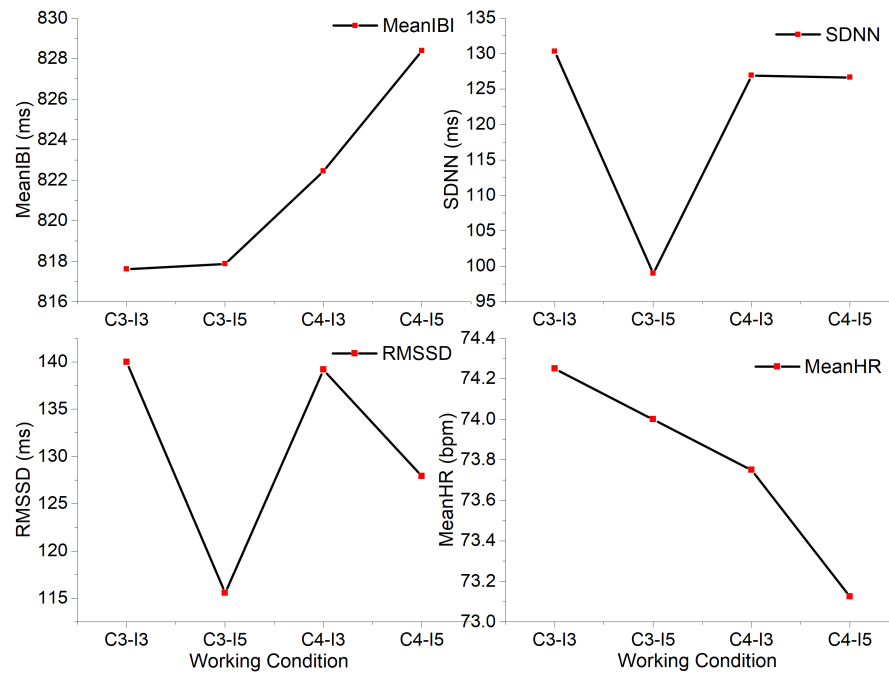 MeanIBI
MeanIBI (ms)
830
828
826
824
822
820
818
816
C3-I3 C3-I5 C4-I3 C4-I5
SDNN
SDNN (ms)
135
130
125
120
115
110
105
100
95
C3-I3 C3-I5 C4-I3 C4-I5
RMSSD
RMSSD (ms)
140
135
130
125
120
115
C3-I3 C3-I5 C4-I3 C4-I5
Working Condition
MeanHR
MeanHR (bpm)
74.4
74.2
74.0
73.8
73.6
73.4
73.2
73.0
C3-I3 C3-I5 C4-I3 C4-I5
Working Condition